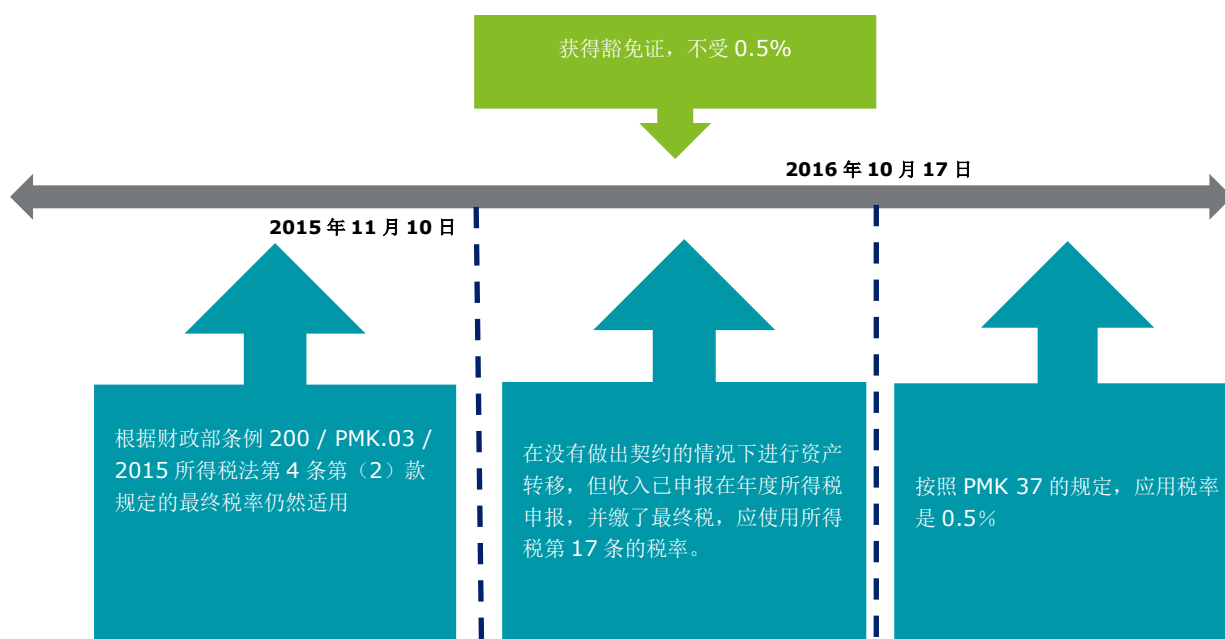 获得豁免证，不受 0.5%
2016 年 10 月 17 日
2015 年 11 月 10 日
根据财政部条例 200 / PMK.03 /
2015 所得税法第 4 条第（2）款
规定的最终税率仍然适用
在没有做出契约的情况下进行资产
转移，但收入已申报在年度所得税
申报，并缴了最终税，应使用所得
税第 17 条的税率。
按照 PMK 37 的规定，应用税率
是 0.5%